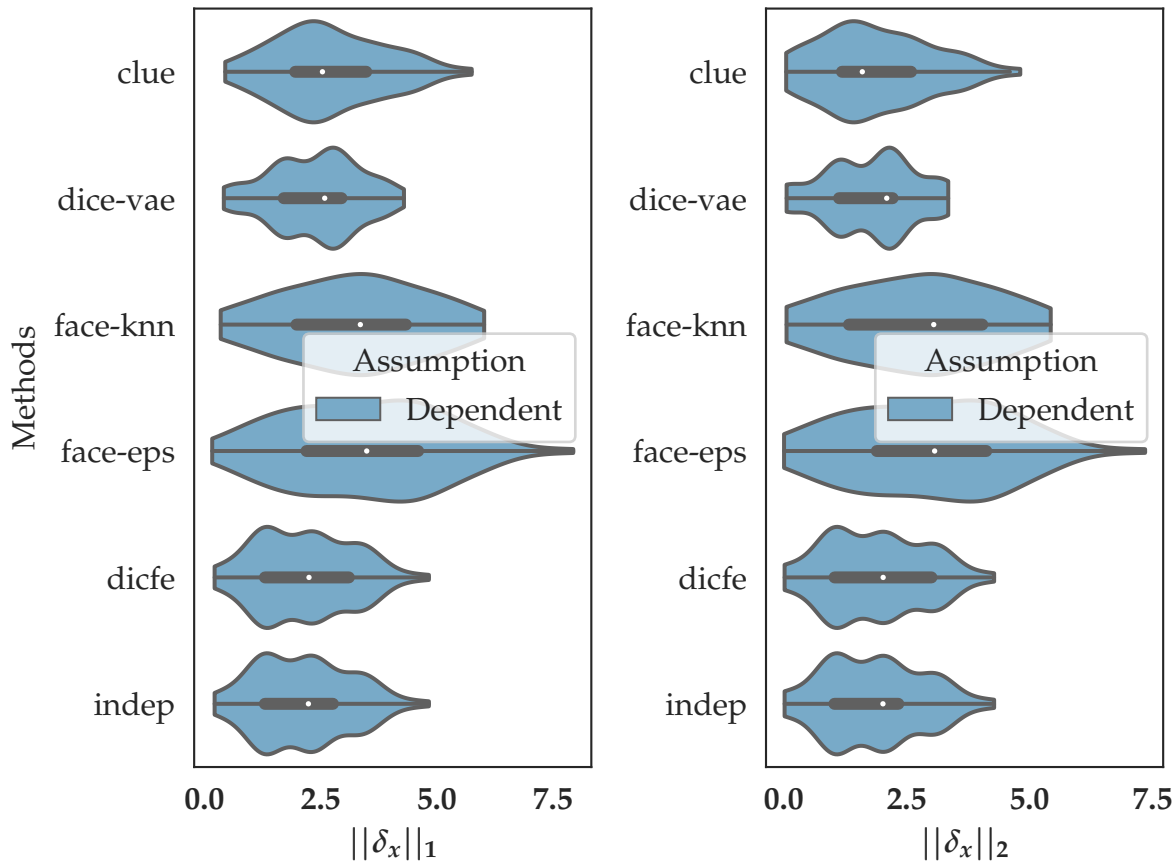 Methods
clue
dice-vae
face-knn
face-eps
dicfe
indep
Assumption
Dependent
0.0 2.5 5.0 7.5
||δx||1
clue
dice-vae
face-knn
face-eps
dicfe
indep
Assumption
Dependent
0.0 2.5 5.0 7.5
||δx||2